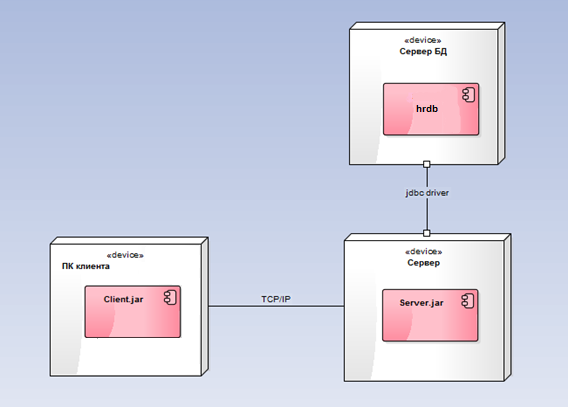 «device»
Сервер БД
hrdb
jdbc driver
«device»
ПК клиента
Client.jar
TCP/IP
«device»
Сервер
Server.jar